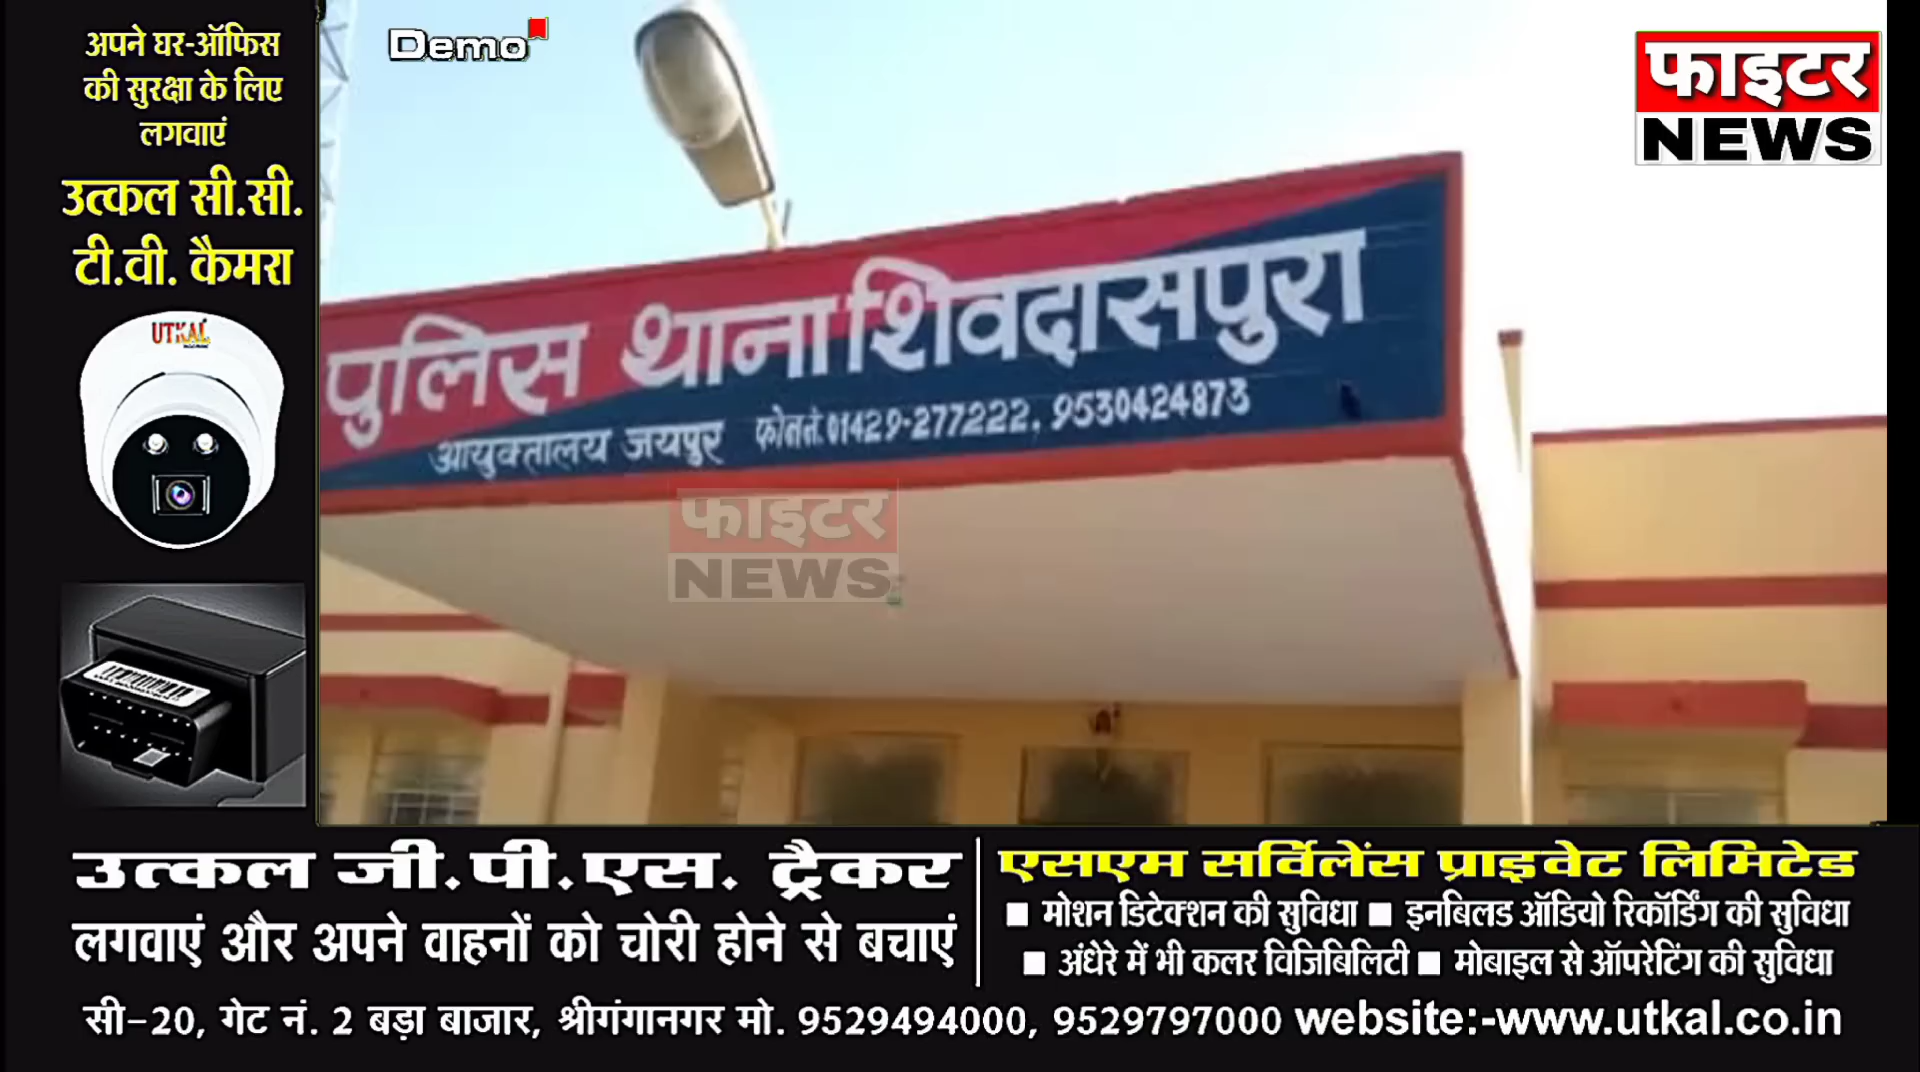 अपने घर-ऑफिस
की सुरक्षा के लिए
लगवाएं
उत्कल सी.सी.
टी.वी. कैमरा
UTKAL
Demo
फाइटर
NEWS
पुलिस थाना शिवदासपुरा
आयुक्तालय जयपुर फोन नं. 01429-277222, 9530424873
फाइटर
NEWS
उत्कल जी.पी.एस. ट्रैकर
लगवाएं और अपने वाहनों को चोरी होने से बचाएं
एसएम सर्विलेंस प्राइवेट लिमिटेड
■ मोशन डिटेक्शन की सुविधा ■ इनबिलड ऑडियो रिकॉर्डिंग की सुविधा
■ अंधेरे में भी कलर विजिबिलिटी ■ मोबाइल से ऑपरेटिंग की सुविधा
सी-20, गेट नं. 2 बड़ा बाजार, श्रीगंगानगर मो. 9529494000, 9529797000 website:-www.utkal.co.in